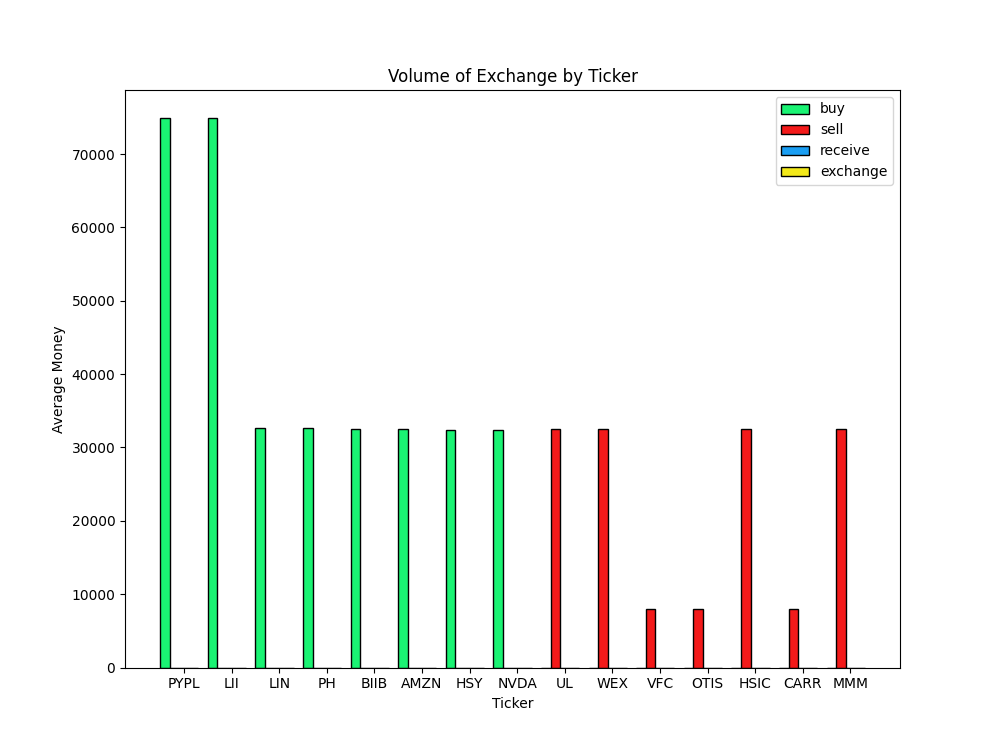 Volume of Exchange by Ticker
buy
sell
receive
exchange
70000
60000
50000
40000
30000
20000
10000
0
Average Money
PYPL LII LIN PH BIIB AMZN HSY NVDA UL WEX VFC OTIS HSIC CARR MMM
Ticker